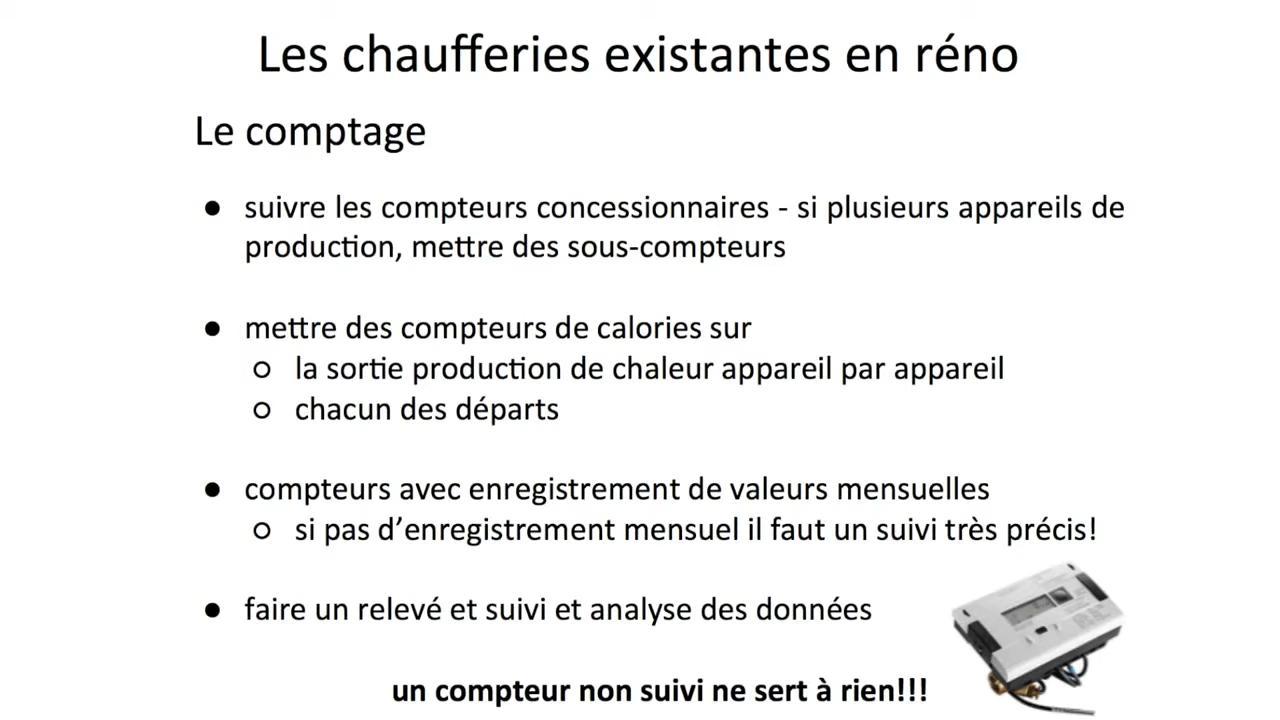 Les chaufferies existantes en réno
Le comptage
● suivre les compteurs concessionnaires - si plusieurs appareils de
production, mettre des sous-compteurs
● mettre des compteurs de calories sur
○ la sortie production de chaleur appareil par appareil
○ chacun des départs
● compteurs avec enregistrement de valeurs mensuelles
○ si pas d’enregistrement mensuel il faut un suivi très précis!
● faire un relevé et suivi et analyse des données
un compteur non suivi ne sert à rien!!!